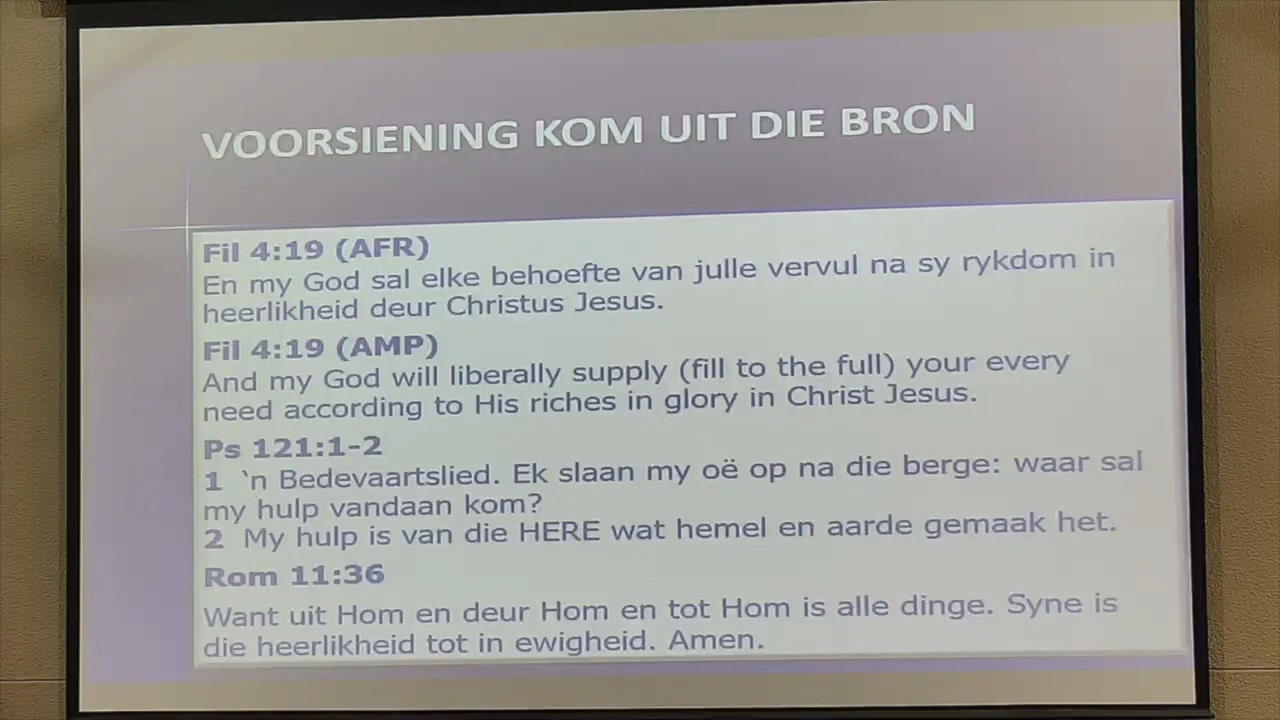 VOORSIENING KOM UIT DIE BRON
Fil 4:19 (AFR)
En my God sal elke behoefte van julle vervul na sy rykdom in
heerlikheid deur Christus Jesus.
Fil 4:19 (AMP)
And my God will liberally supply (fill to the full) your every
need according to His riches in glory in Christ Jesus.
Ps 121:1-2
1 ‛n Bedevaartslied. Ek slaan my oë op na die berge: waar sal
my hulp vandaan kom?
2 My hulp is van die HERE wat hemel en aarde gemaak het.
Rom 11:36
Want uit Hom en deur Hom en tot Hom is alle dinge. Syne is
die heerlikheid tot in ewigheid. Amen.